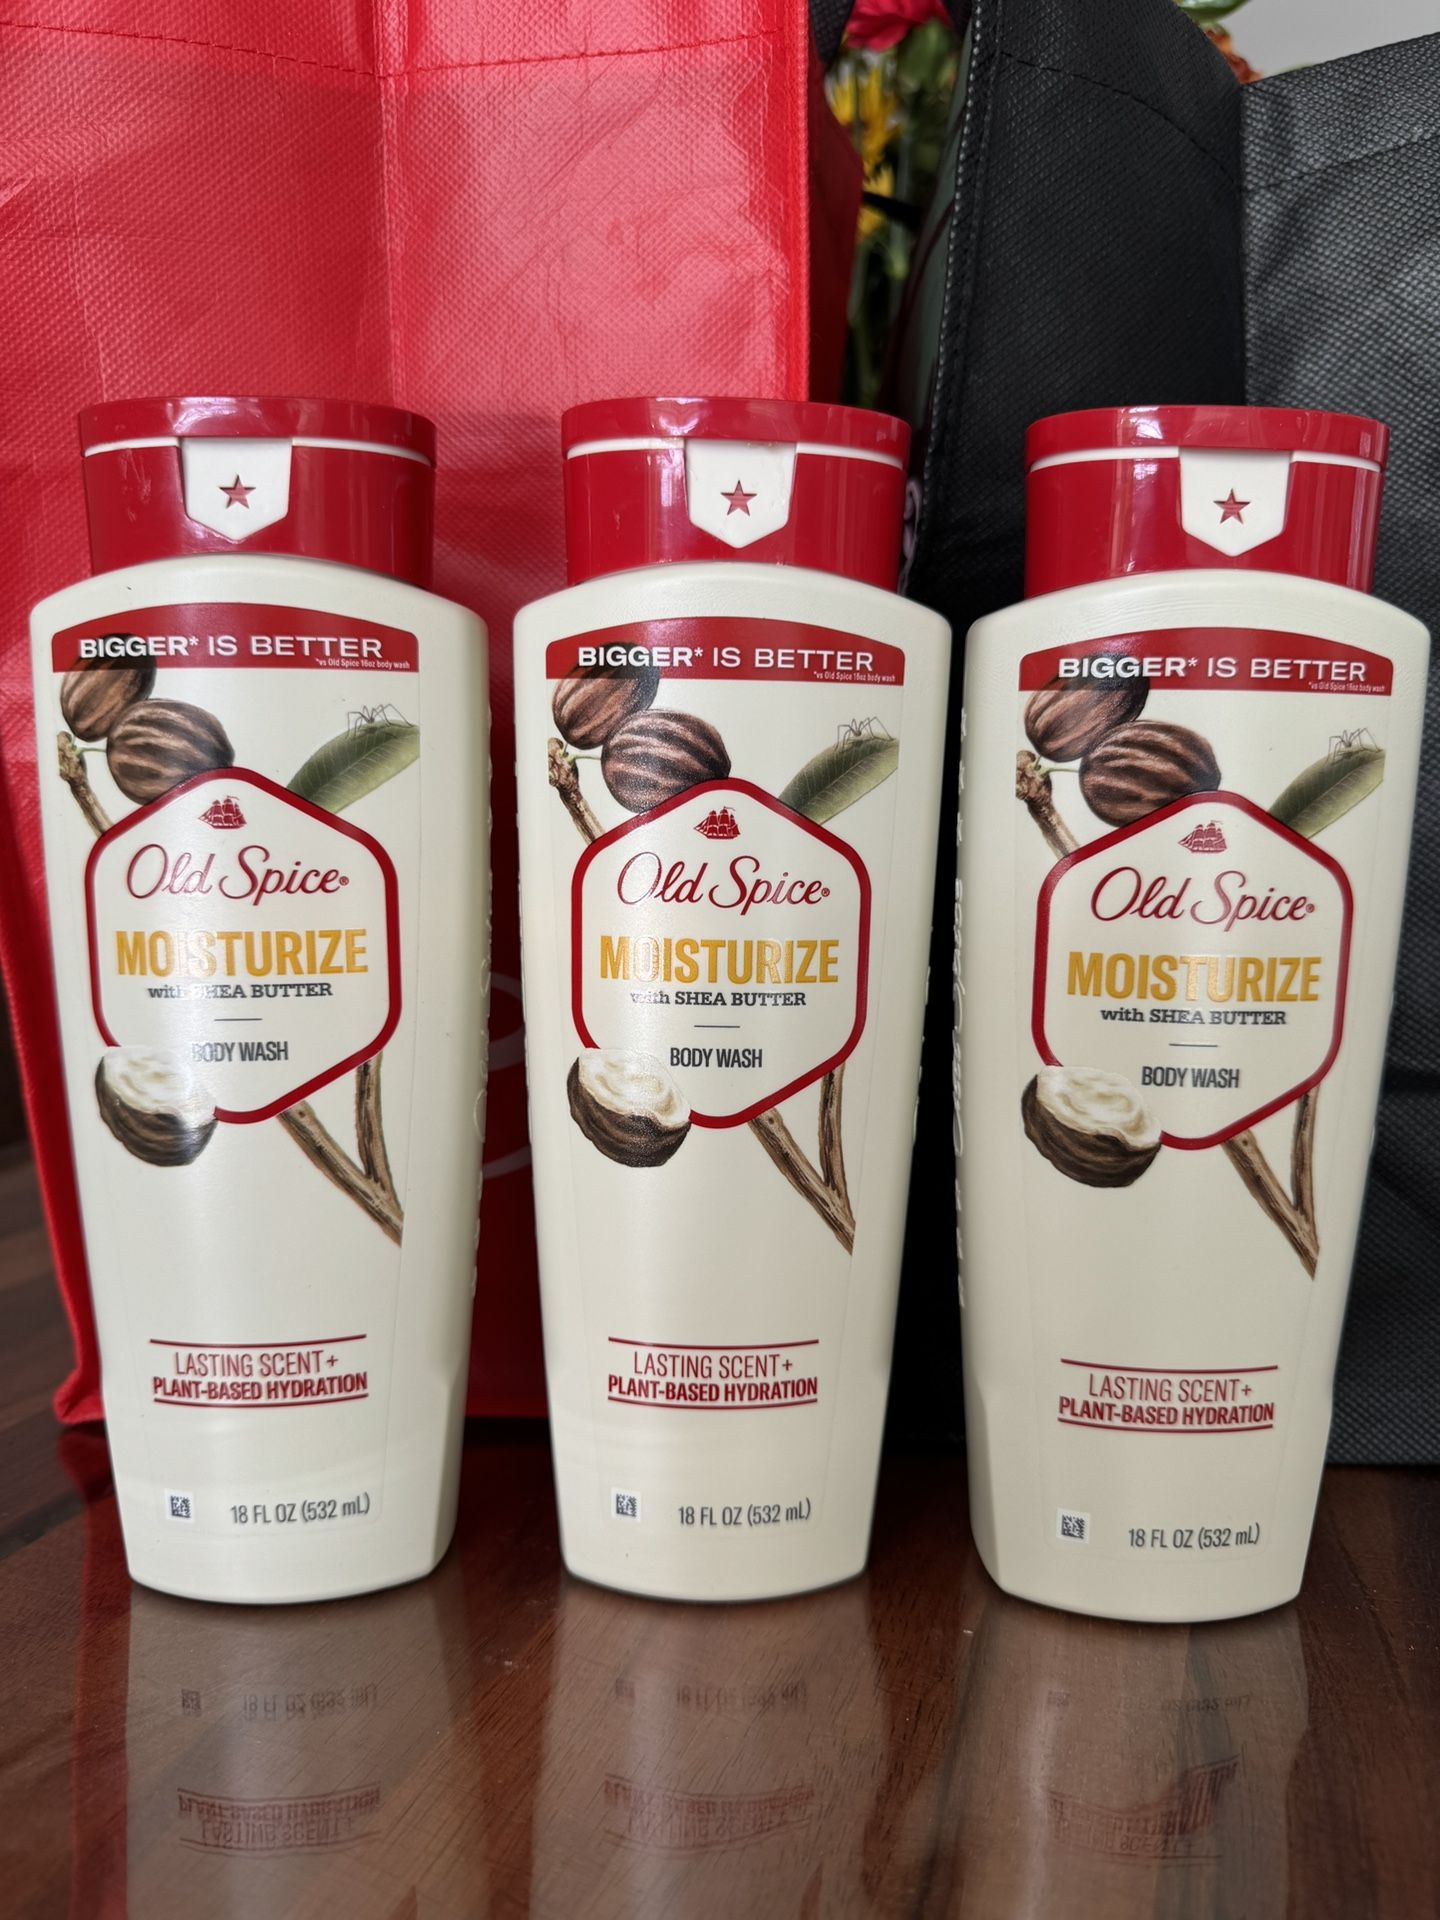 BIGGER* IS BETTER
*vs Old Spice 16oz body wash
Old Spice®
MOISTURIZE
with SHEA BUTTER
BODY WASH
LASTING SCENT+
PLANT-BASED HYDRATION
18 FL OZ (532 mL)
BIGGER* IS BETTER
*vs Old Spice 16oz body wash
Old Spice®
MOISTURIZE
with SHEA BUTTER
BODY WASH
LASTING SCENT+
PLANT-BASED HYDRATION
18 FL OZ (532 mL)
BIGGER* IS BETTER
*vs Old Spice 16oz body wash
Old Spice®
MOISTURIZE
with SHEA BUTTER
BODY WASH
LASTING SCENT+
PLANT-BASED HYDRATION
18 FL OZ (532 mL)